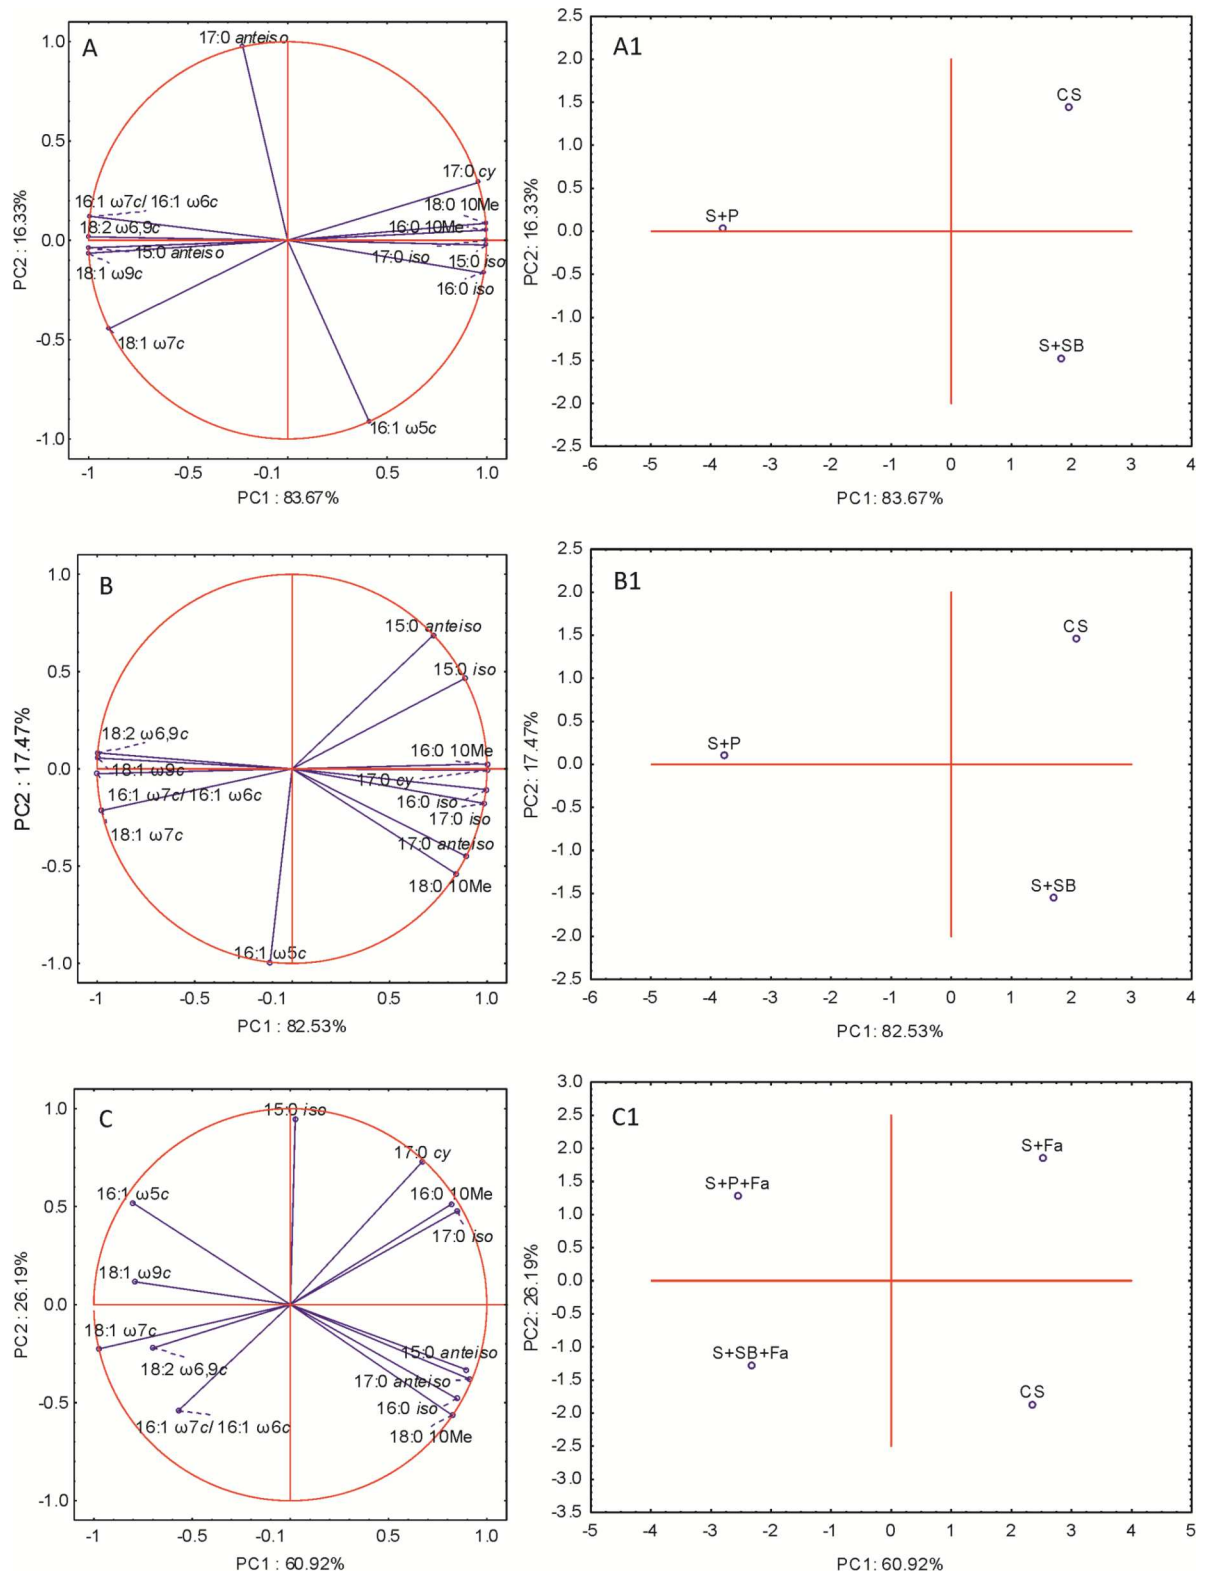 A
17:0 anteiso
17:0 cy
16:1 ω7c/ 16:1 ω6c
18:0 10Me
18:2 ω6,9c
16:0 10Me
15:0 anteiso
17:0 iso
15:0 iso
18:1 ω9c
16:0 iso
18:1 ω7c
16:1 ω5c
1.0
0.5
0.0
-0.5
-1.0
-1
-0.5
-0.1
0.5
1.0
PC2 : 16.33%
PC1 : 83.67%
A1
CS
S+P
S+SB
2.5
2.0
1.5
1.0
0.5
0.0
-0.5
-1.0
-1.5
-2.0
-2.5
-6
-5
-4
-3
-2
-1
0
1
2
3
4
PC2: 16.33%
PC1: 83.67%
B
15:0 anteiso
15:0 iso
18:2 ω6,9c
16:0 10Me
18:1 ω9c
17:0 cy
16:1 ω7c/ 16:1 ω6c
16:0 iso
17:0 iso
18:1 ω7c
17:0 anteiso
18:0 10Me
16:1 ω5c
1.0
0.5
0.0
-0.5
-1.0
-1
-0.5
-0.1
0.5
1.0
PC2 : 17.47%
PC1 : 82.53%
B1
CS
S+P
S+SB
2.5
2.0
1.5
1.0
0.5
0.0
-0.5
-1.0
-1.5
-2.0
-2.5
-6
-5
-4
-3
-2
-1
0
1
2
3
4
PC2: 17.47%
PC1: 82.53%
C
15:0 iso
17:0 cy
16:1 ω5c
16:0 10Me
17:0 iso
18:1 ω9c
18:1 ω7c
15:0 anteiso
18:2 ω6,9c
17:0 anteiso
16:0 iso
16:1 ω7c/ 16:1 ω6c
18:0 10Me
1.0
0.5
0.0
-0.5
-1.0
-1
-0.5
0.0
0.5
1.0
PC2: 26.19%
PC1 : 60.92%
C1
S+Fa
S+P+Fa
S+SB+Fa
CS
3.0
2.5
2.0
1.5
1.0
0.5
0.0
-0.5
-1.0
-1.5
-2.0
-2.5
-3.0
-3.5
-5
-4
-3
-2
-1
0
1
2
3
4
5
PC2: 26.19%
PC1: 60.92%